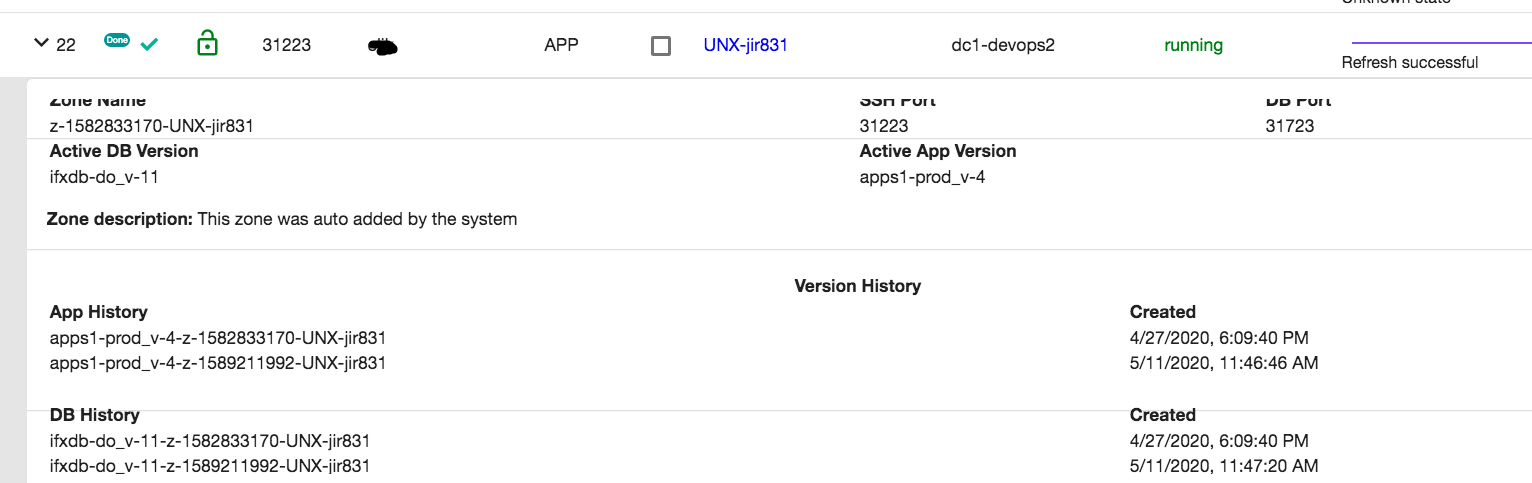 Unknown state
22 Done 31223 APP UNX-jir831 dc1-devops2 running
Refresh successful
Zone Name SSH Port DB Port
z-1582833170-UNX-jir831 31223 31723
Active DB Version Active App Version
ifxdb-do_v-11 apps1-prod_v-4
Zone description: This zone was auto added by the system
Version History
App History Created
apps1-prod_v-4-z-1582833170-UNX-jir831 4/27/2020, 6:09:40 PM
apps1-prod_v-4-z-1589211992-UNX-jir831 5/11/2020, 11:46:46 AM
DB History Created
ifxdb-do_v-11-z-1582833170-UNX-jir831 4/27/2020, 6:09:40 PM
ifxdb-do_v-11-z-1589211992-UNX-jir831 5/11/2020, 11:47:20 AM